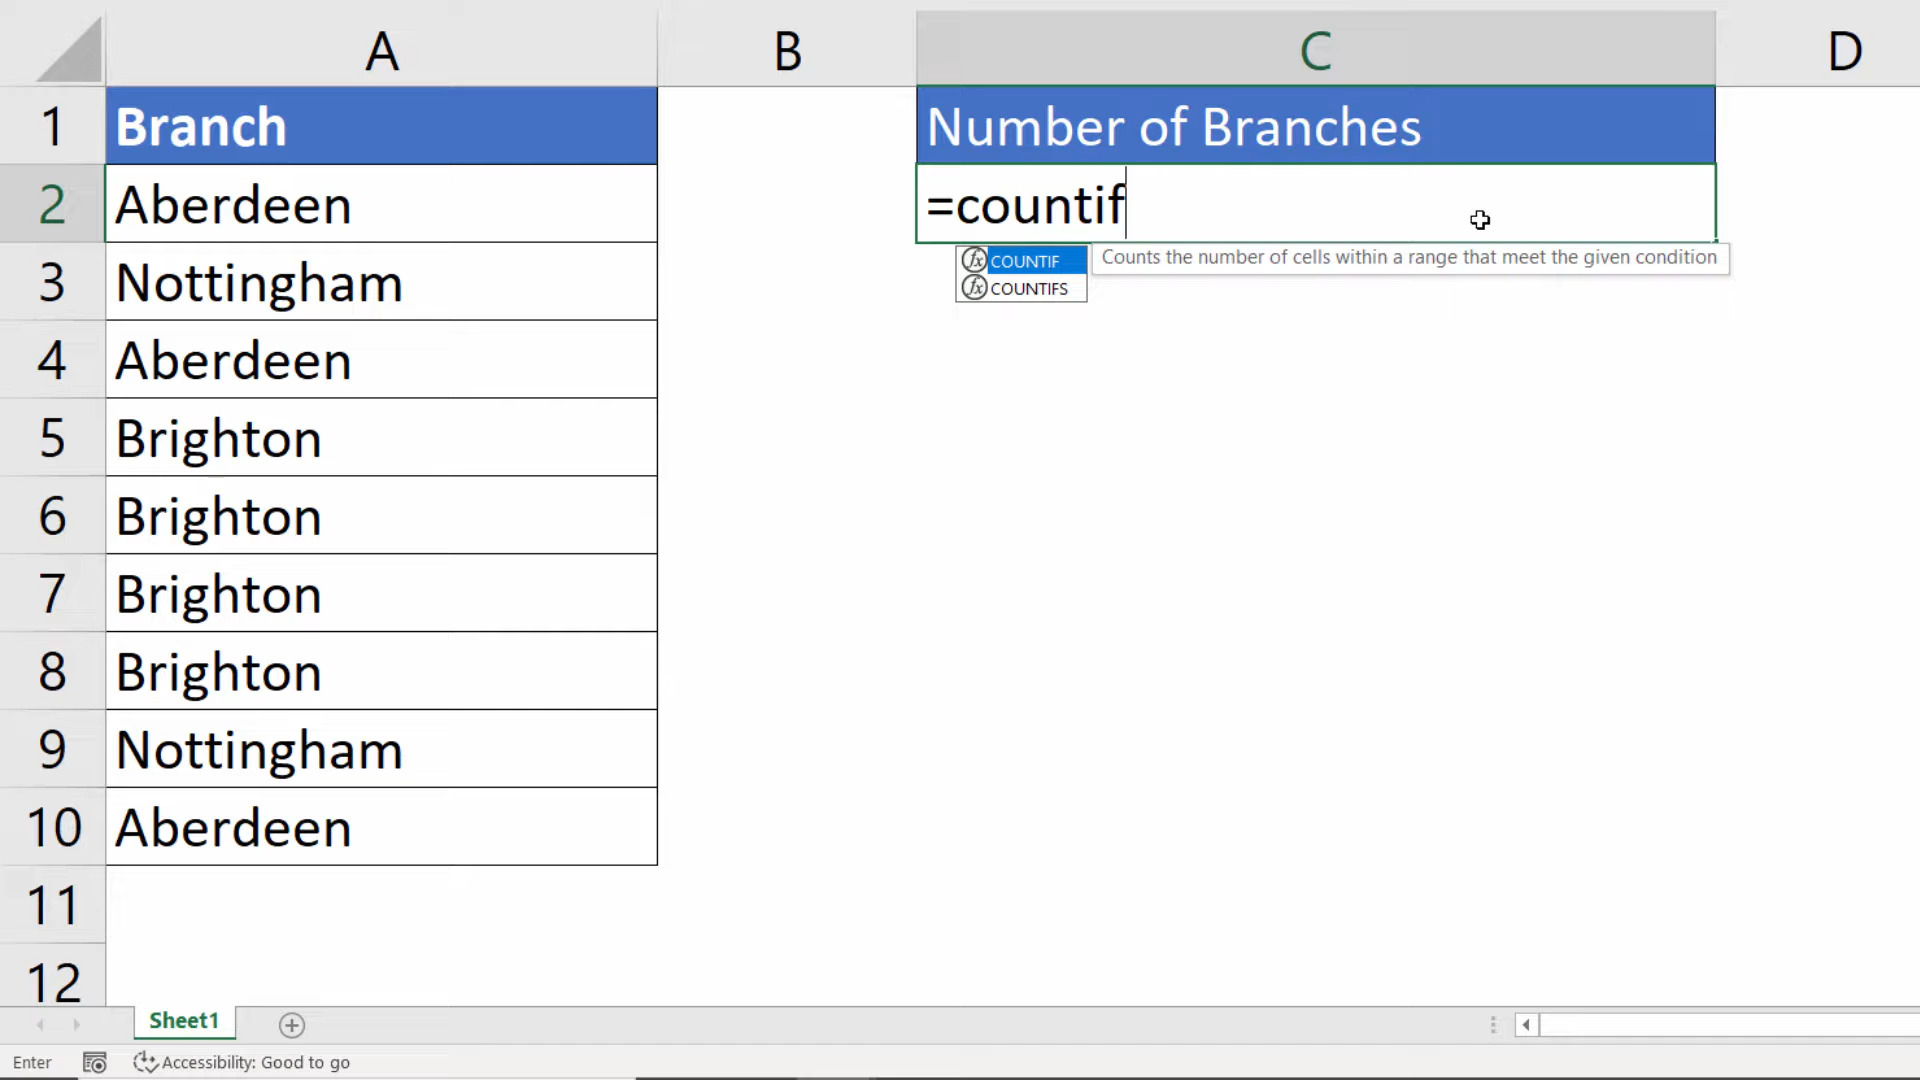 A B C D
1 Branch Number of Branches
2 Aberdeen =countif
fx COUNTIF Counts the number of cells within a range that meet the given condition
fx COUNTIFS
3 Nottingham
4 Aberdeen
5 Brighton
6 Brighton
7 Brighton
8 Brighton
9 Nottingham
10 Aberdeen
11
12
Sheet1
Enter Accessibility: Good to go